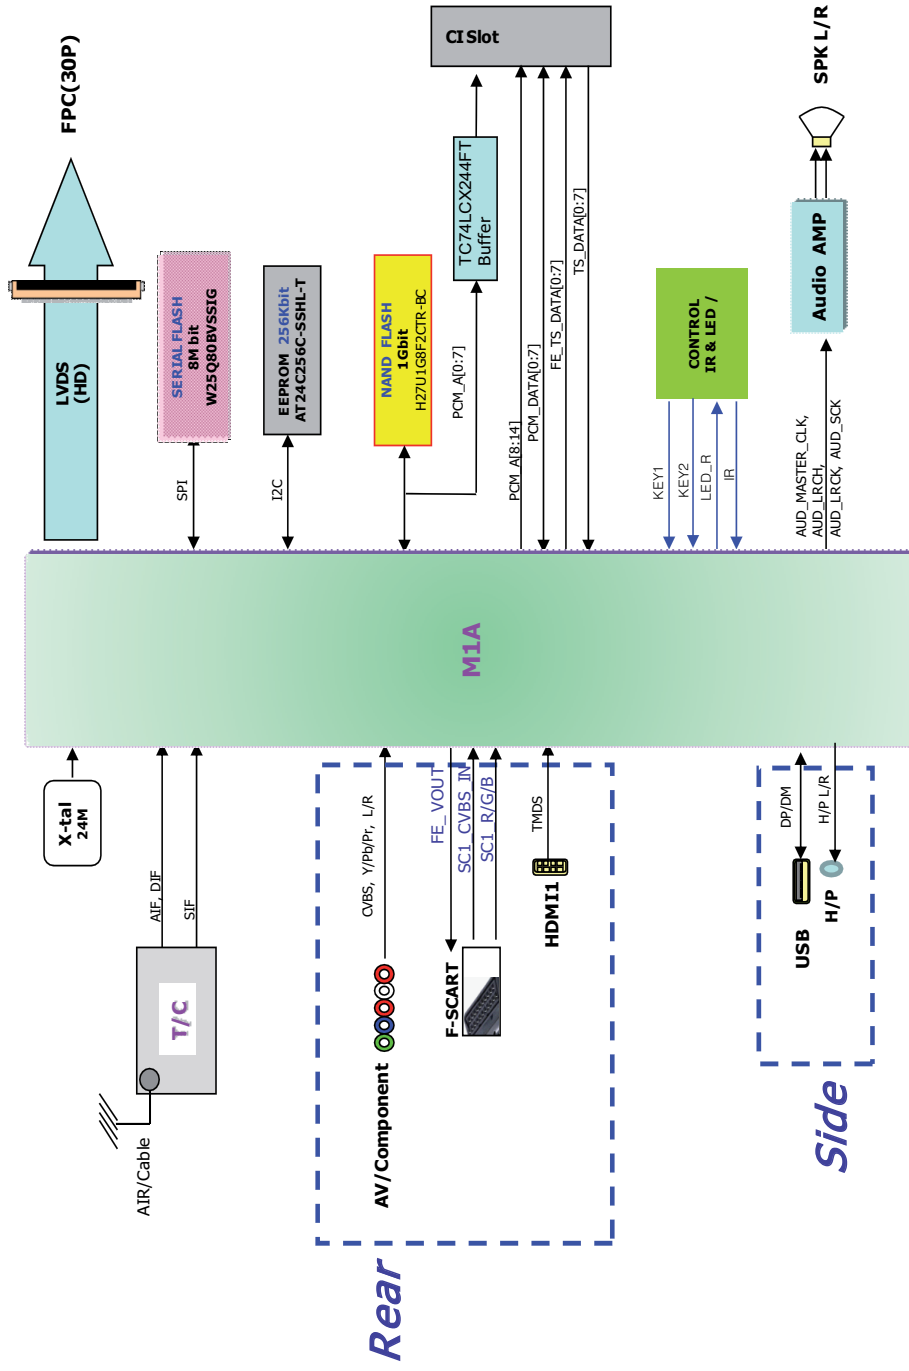 FPC(30P)
LVDS
(HD)
SERIAL FLASH
8M bit
W25Q80BVSSIG
SPI
EEPROM 256Kbit
AT24C256C-SSHL-T
I2C
NAND FLASH
1Gbit
H27U1G8F2CTR-BC
PCM_A[0:7]
TC74LCX244FT
Buffer
CI Slot
PCM_A[8:14]
PCM_DATA[0:7]
FE_TS_DATA[0:7]
TS_DATA[0:7]
CONTROL
IR & LED /
KEY1
KEY2
LED_R
IR
SPK L/R
Audio AMP
AUD_MASTER_CLK,
AUD_LRCH,
AUD_LRCK, AUD_SCK
M1A
X-tal
24M
AIF, DIF
SIF
T/C
AIR/Cable
CVBS, Y/Pb/Pr, L/R
AV/Component
FE_VOUT
SC1_CVBS_IN
SC1_R/G/B
F-SCART
TMDS
HDMI1
Rear
DP/DM
H/P L/R
USB
H/P
Side